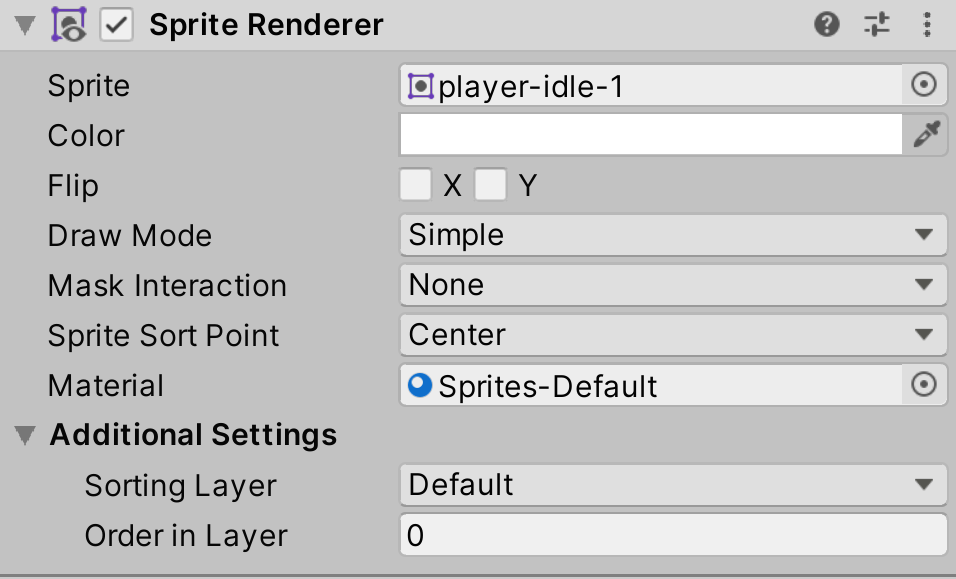 Sprite Renderer
Sprite player-idle-1
Color
Flip X Y
Draw Mode Simple
Mask Interaction None
Sprite Sort Point Center
Material Sprites-Default
Additional Settings
Sorting Layer Default
Order in Layer 0